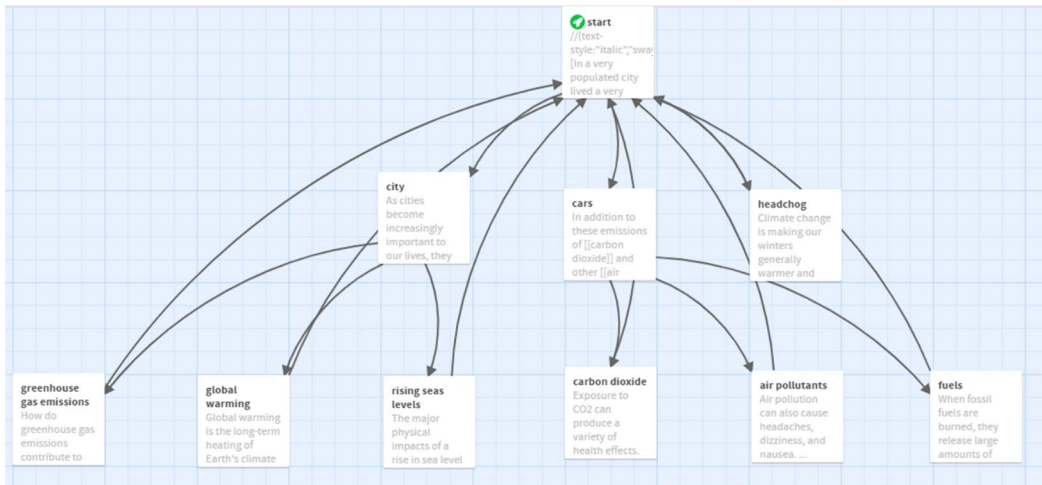 start
//(text-
style:"italic","sway
[In a very
populated city
lived a very
city
As cities
become
increasingly
important to
our lives, they
cars
In addition to
these emissions
of [[carbon
dioxide]] and
other [[air
headchog
Climate change
is making our
winters
generally
warmer and
greenhouse
gas emissions
How do
greenhouse gas
emissions
contribute to
global
warming
Global warming
is the long-term
heating of
Earth's climate
rising seas
levels
The major
physical
impacts of a
rise in sea level
carbon dioxide
Exposure to
CO2 can
produce a
variety of
health effects.
air pollutants
Air pollution
can also cause
headaches,
dizziness, and
nausea. ...
fuels
When fossil
fuels are
burned, they
release large
amounts of